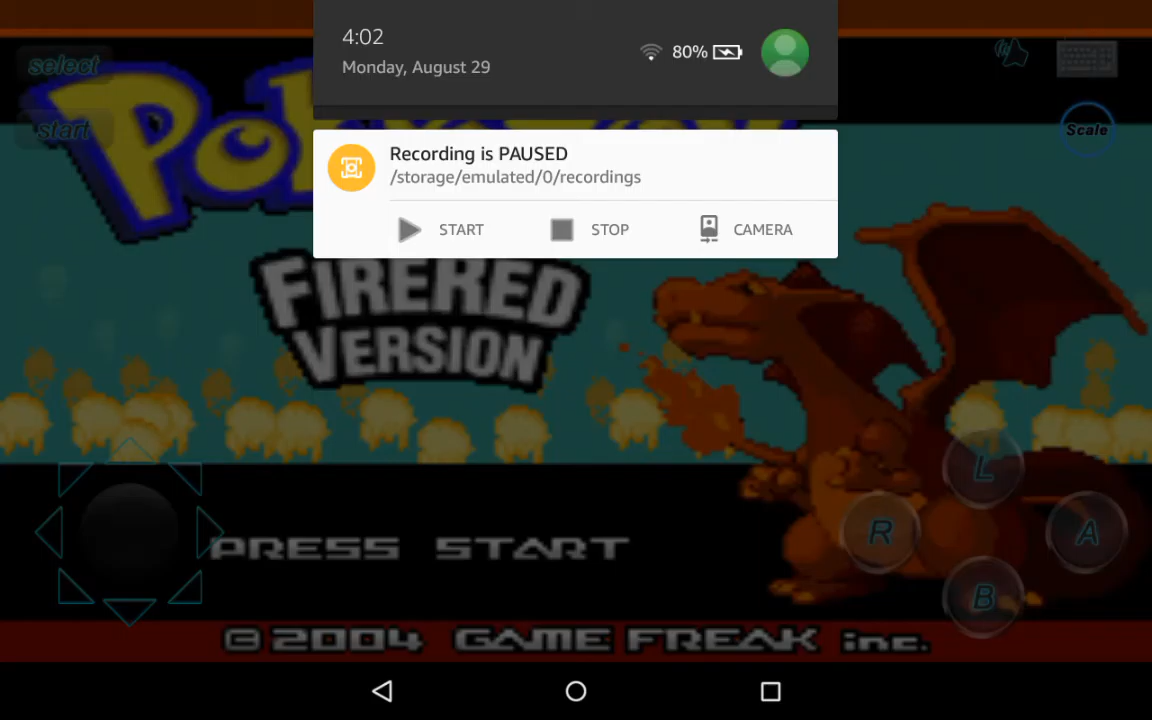 4:02
80%
Monday, August 29
select
start
Scale
Recording is PAUSED
/storage/emulated/0/recordings
START STOP CAMERA
FIRERED
VERSION
L
R
A
B
PRESS START
© 2004 GAME FREAK inc.